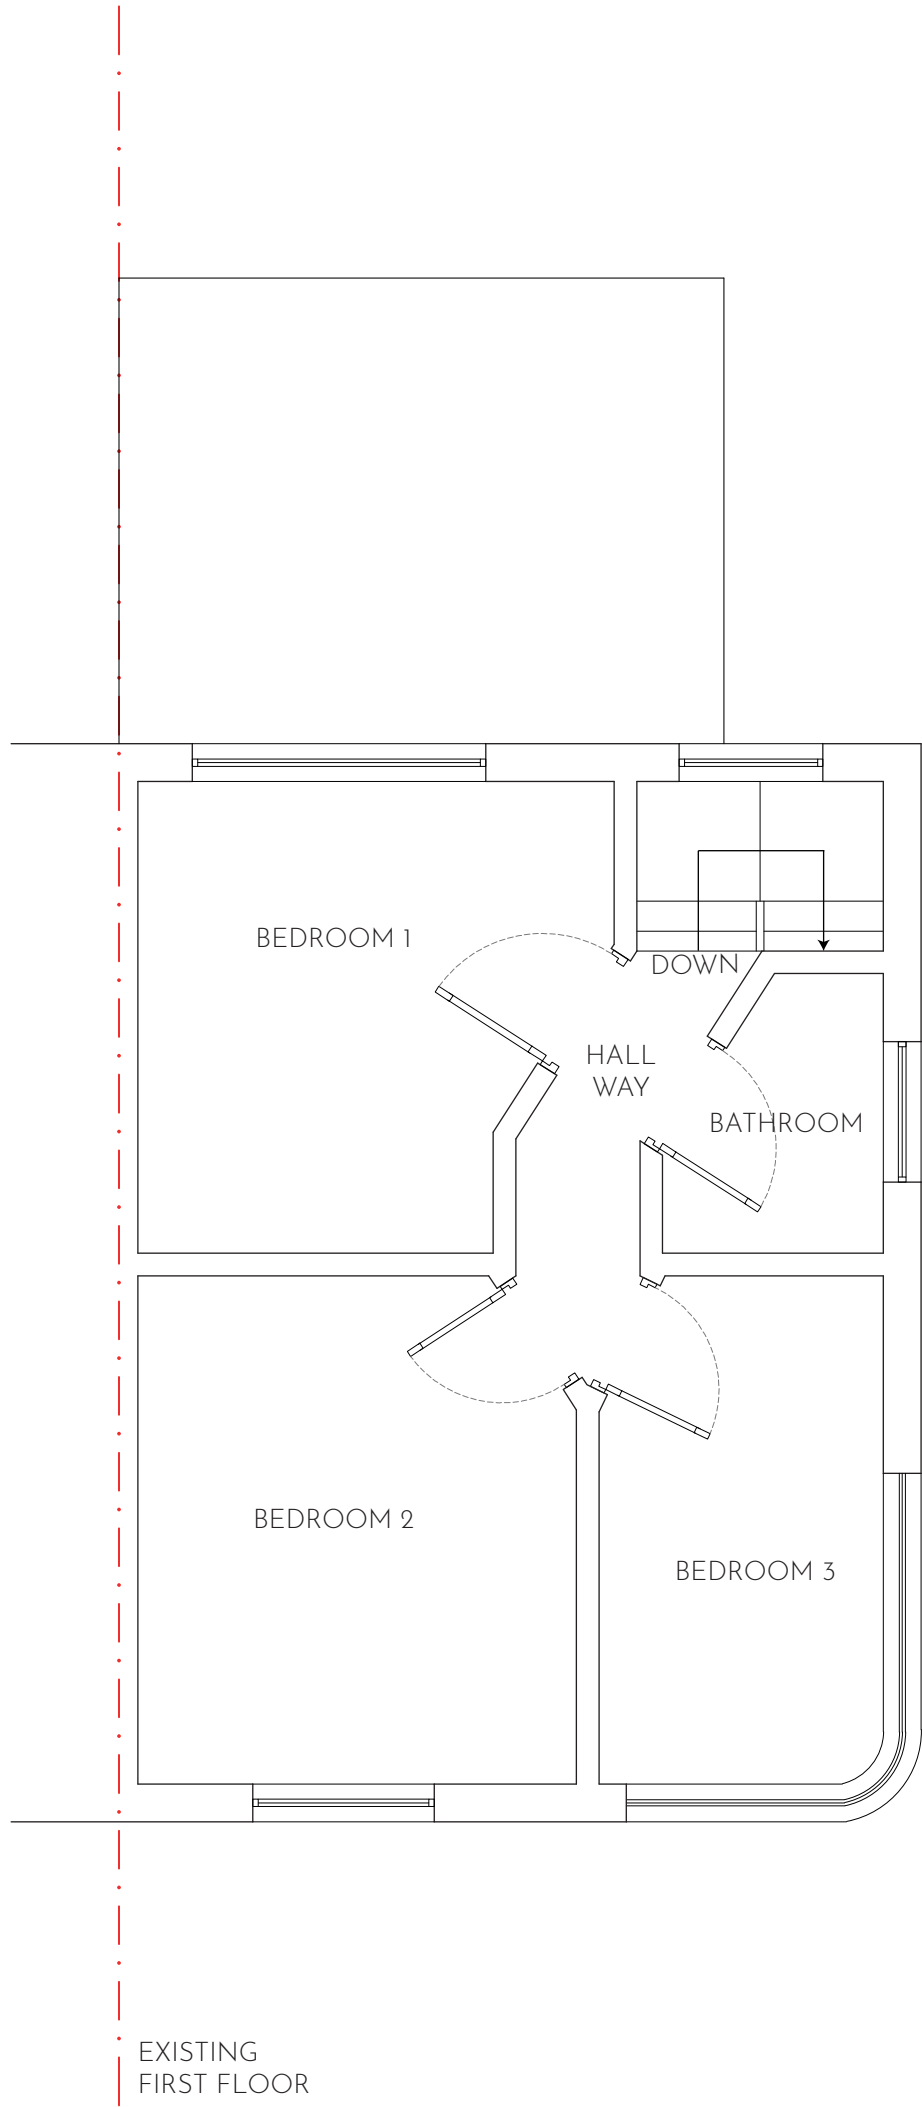 BEDROOM 1
DOWN
HALL
WAY
BATHROOM
BEDROOM 2
BEDROOM 3
EXISTING
FIRST FLOOR